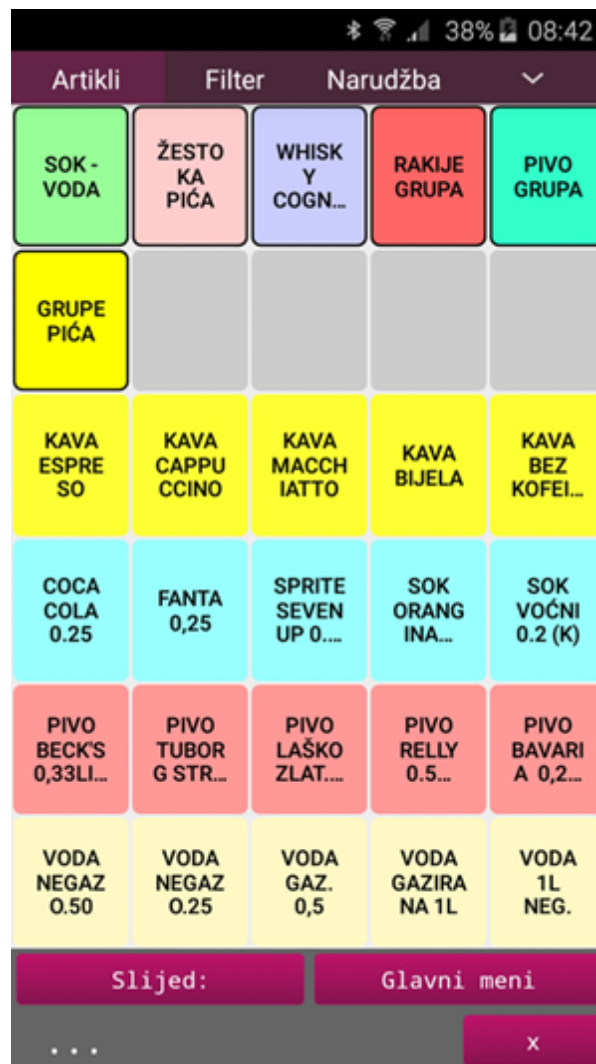 38% 08:42
Artikli Filter Narudžba
SOK -
VODA
ŽESTO
KA
PIĆA
WHISK
Y
COGN...
RAKIJE
GRUPA
PIVO
GRUPA
GRUPE
PIĆA
KAVA
ESPRE
SO
KAVA
CAPPU
CCINO
KAVA
MACCH
IATTO
KAVA
BIJELA
KAVA
BEZ
KOFEI...
COCA
COLA
0.25
FANTA
0,25
SPRITE
SEVEN
UP 0....
SOK
ORANG
INA...
SOK
VOĆNI
0.2 (K)
PIVO
BECK'S
0,33LI...
PIVO
TUBOR
G STR...
PIVO
LAŠKO
ZLAT....
PIVO
RELLY
0.5...
PIVO
BAVARI
A 0,2...
VODA
NEGAZ
O.50
VODA
NEGAZ
O.25
VODA
GAZ.
0,5
VODA
GAZIRA
NA 1L
VODA
1L
NEG.
Slijed: Glavni meni
... x